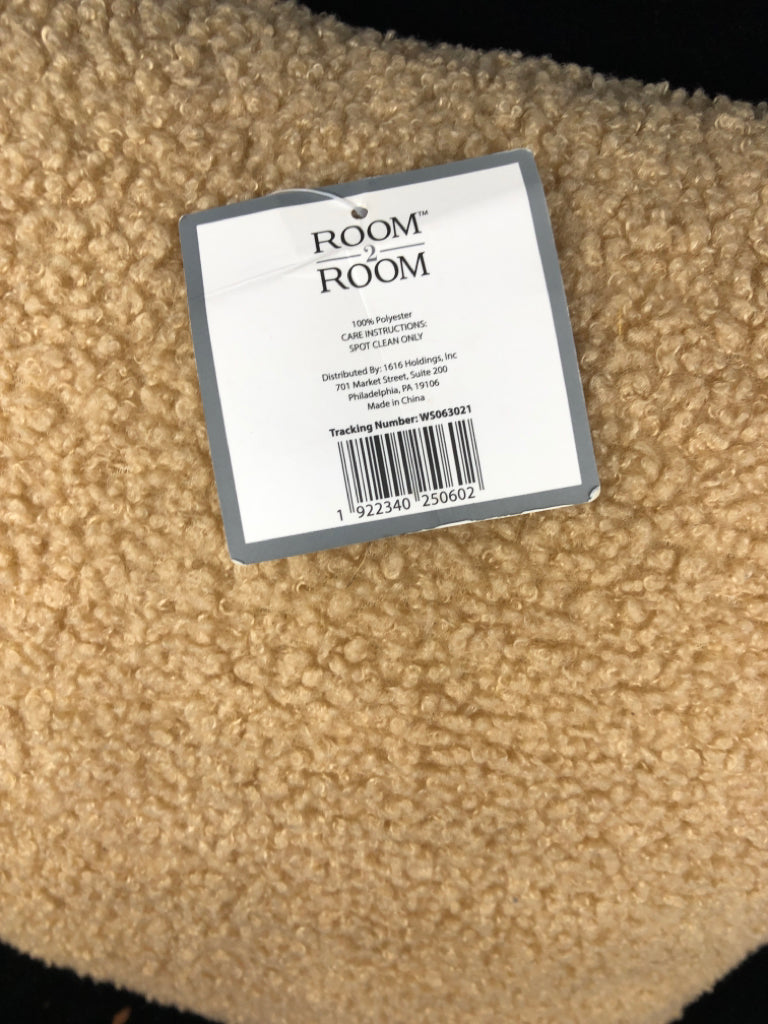 ROOM™
2
ROOM
100% Polyester
CARE INSTRUCTIONS:
SPOT CLEAN ONLY
Distributed By: 1616 Holdings, Inc
701 Market Street, Suite 200
Philadelphia, PA 19106
Made in China
Tracking Number: WS063021
1 922340 250602